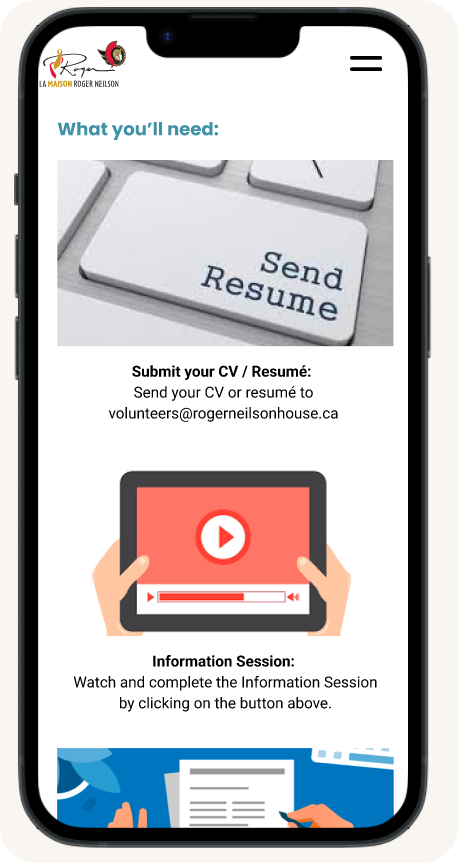 Roger
LA MAISON ROGER NEILSON
What you’ll need:
Send
Resume
Submit your CV / Resumé:
Send your CV or resumé to
volunteers@rogerneilsonhouse.ca
Information Session:
Watch and complete the Information Session
by clicking on the button above.